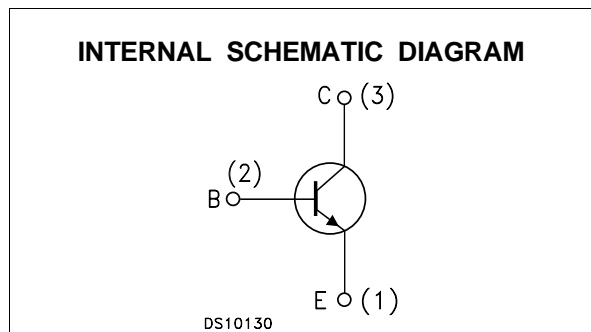 INTERNAL SCHEMATIC DIAGRAM
C (3)
(2)
B
E (1)
DS10130